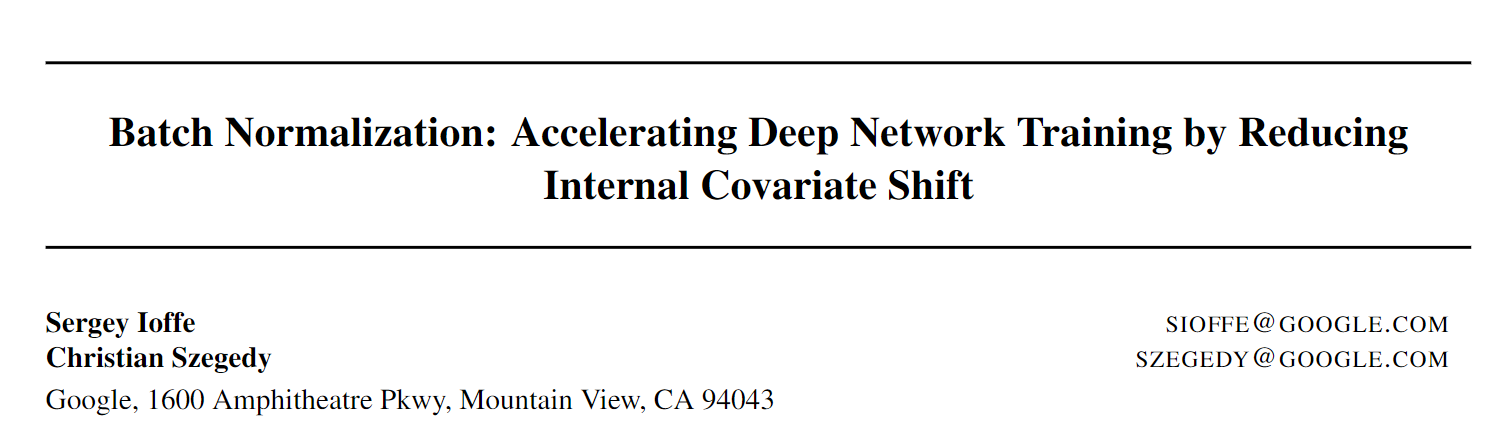 Batch Normalization: Accelerating Deep Network Training by Reducing
Internal Covariate Shift
Sergey Ioffe SIOFFE@GOOGLE.COM
Christian Szegedy SZEGEDY@GOOGLE.COM
Google, 1600 Amphitheatre Pkwy, Mountain View, CA 94043